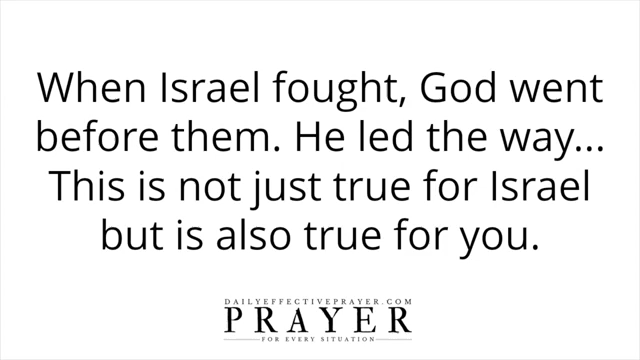 When Israel fought, God went
before them. He led the way...
This is not just true for Israel
but is also true for you.
DAILYEFFECTIVEPRAYER.COM
PRAYER
FOR EVERY SITUATION